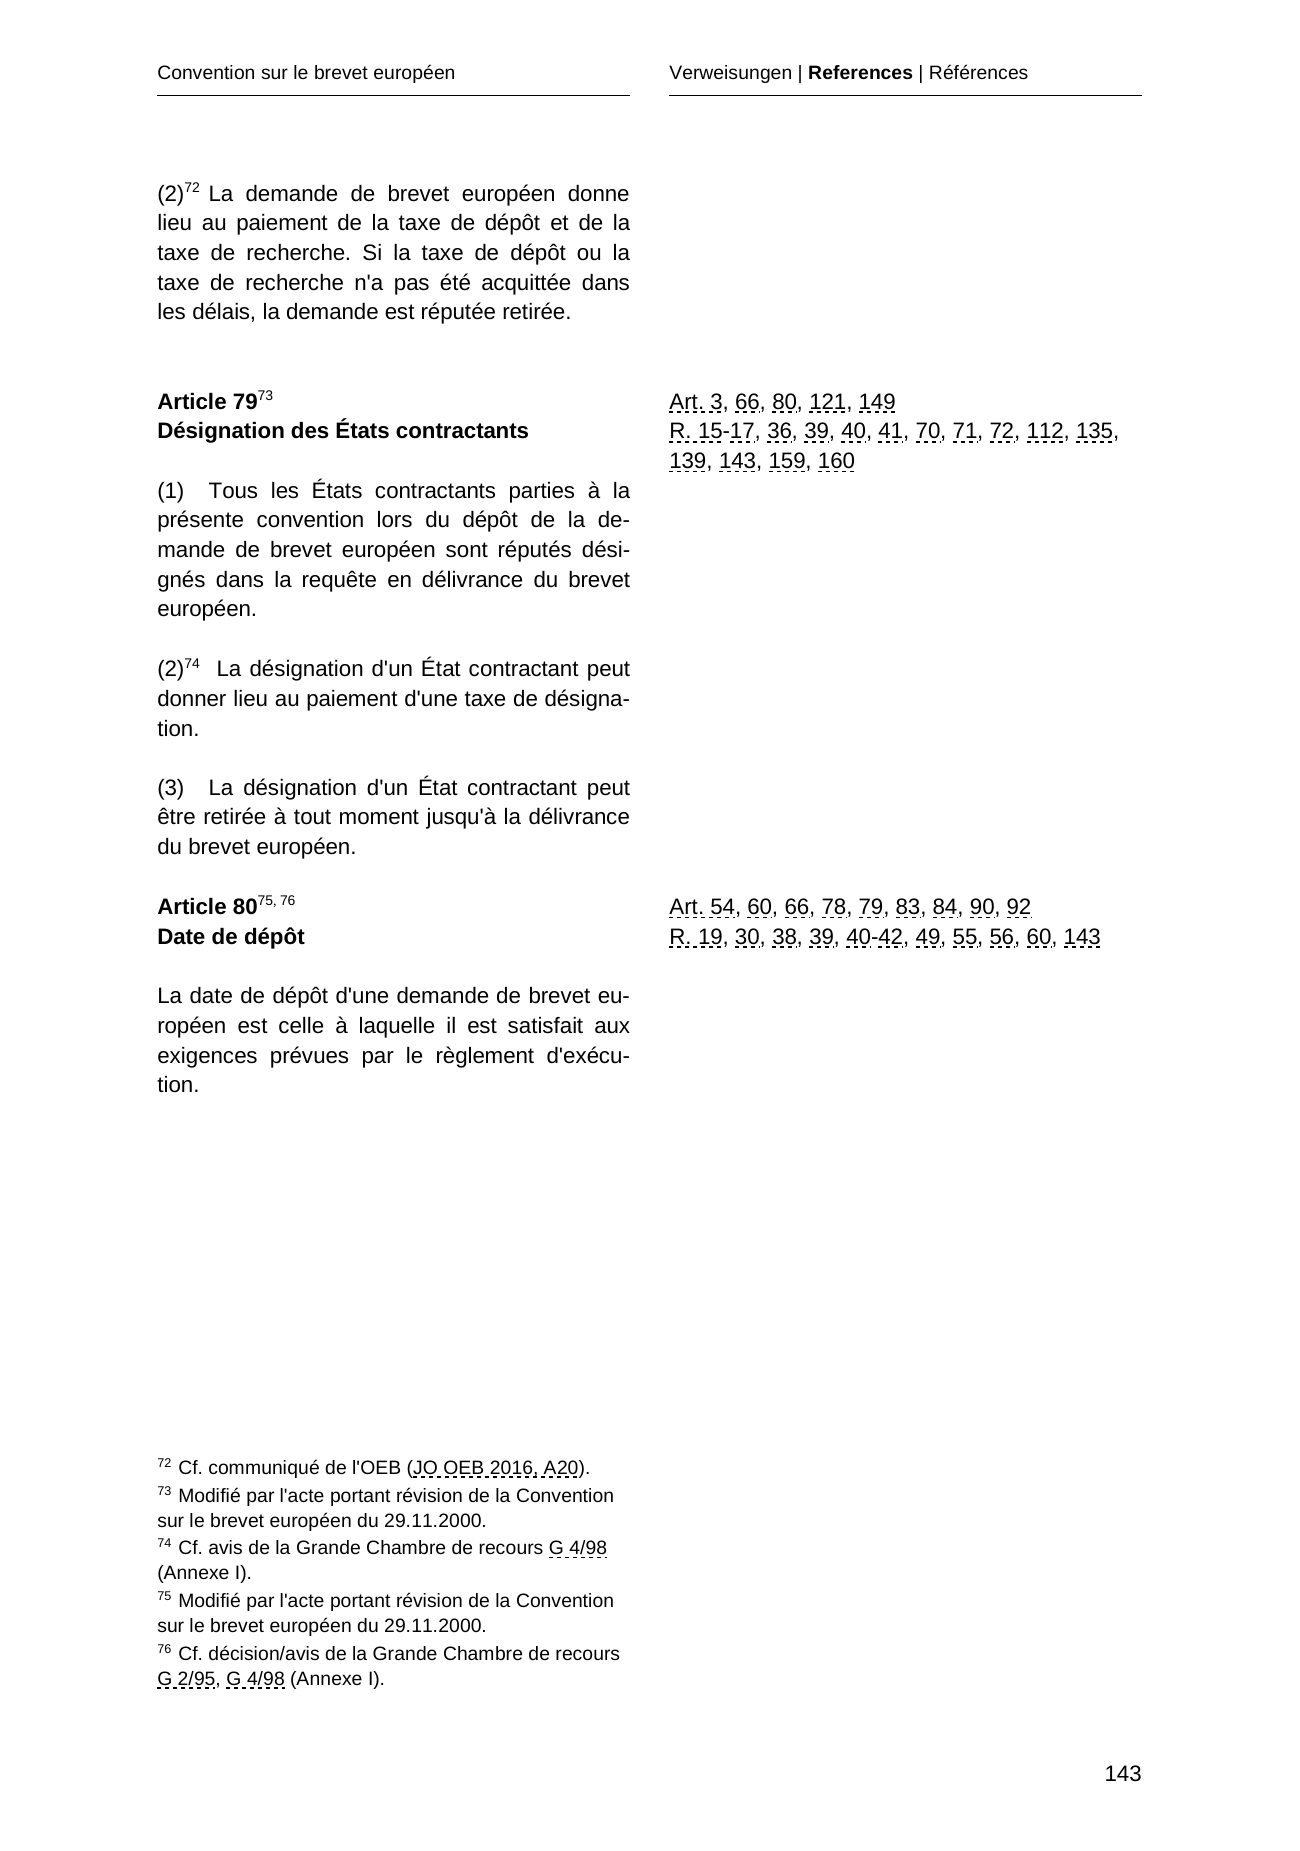 Convention sur le brevet européen
Verweisungen | References | Références
(2)72 La demande de brevet européen donne
lieu au paiement de la taxe de dépôt et de la
taxe de recherche. Si la taxe de dépôt ou la
taxe de recherche n'a pas été acquittée dans
les délais, la demande est réputée retirée.
Article 7973
Désignation des États contractants
Art. 3, 66, 80, 121, 149
R. 15-17, 36, 39, 40, 41, 70, 71, 72, 112, 135,
139, 143, 159, 160
(1) Tous les États contractants parties à la
présente convention lors du dépôt de la de-
mande de brevet européen sont réputés dési-
gnés dans la requête en délivrance du brevet
européen.
(2)74 La désignation d'un État contractant peut
donner lieu au paiement d'une taxe de désigna-
tion.
(3) La désignation d'un État contractant peut
être retirée à tout moment jusqu'à la délivrance
du brevet européen.
Article 8075, 76
Date de dépôt
Art. 54, 60, 66, 78, 79, 83, 84, 90, 92
R. 19, 30, 38, 39, 40-42, 49, 55, 56, 60, 143
La date de dépôt d'une demande de brevet eu-
ropéen est celle à laquelle il est satisfait aux
exigences prévues par le règlement d'exécu-
tion.
72 Cf. communiqué de l'OEB (JO OEB 2016, A20).
73 Modifié par l'acte portant révision de la Convention
sur le brevet européen du 29.11.2000.
74 Cf. avis de la Grande Chambre de recours G 4/98
(Annexe I).
75 Modifié par l'acte portant révision de la Convention
sur le brevet européen du 29.11.2000.
76 Cf. décision/avis de la Grande Chambre de recours
G 2/95, G 4/98 (Annexe I).
143